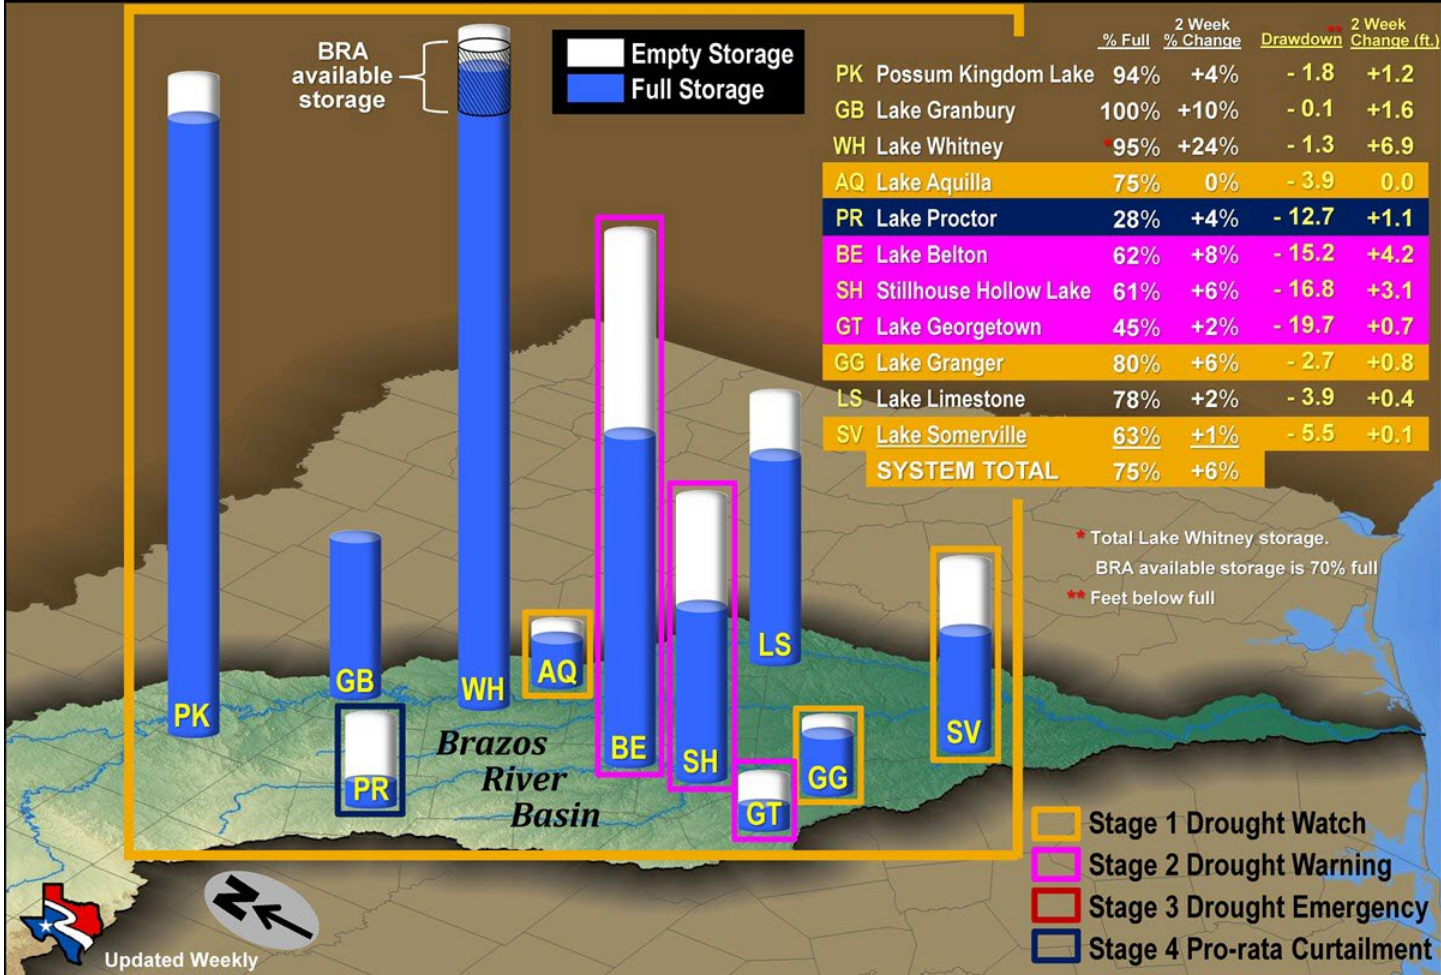 BRA
available
storage
Empty Storage
Full Storage
% Full 2 Week % Change Drawdown** 2 Week Change (ft.)
PK Possum Kingdom Lake 94% +4% - 1.8 +1.2
GB Lake Granbury 100% +10% - 0.1 +1.6
WH Lake Whitney *95% +24% - 1.3 +6.9
AQ Lake Aquilla 75% 0% - 3.9 0.0
PR Lake Proctor 28% +4% - 12.7 +1.1
BE Lake Belton 62% +8% - 15.2 +4.2
SH Stillhouse Hollow Lake 61% +6% - 16.8 +3.1
GT Lake Georgetown 45% +2% - 19.7 +0.7
GG Lake Granger 80% +6% - 2.7 +0.8
LS Lake Limestone 78% +2% - 3.9 +0.4
SV Lake Somerville 63% +1% - 5.5 +0.1
SYSTEM TOTAL 75% +6%
* Total Lake Whitney storage.
BRA available storage is 70% full
** Feet below full
PK
GB
WH
AQ
PR
BE
SH
LS
GT
GG
SV
Brazos
River
Basin
Stage 1 Drought Watch
Stage 2 Drought Warning
Stage 3 Drought Emergency
Stage 4 Pro-rata Curtailment
N
Updated Weekly